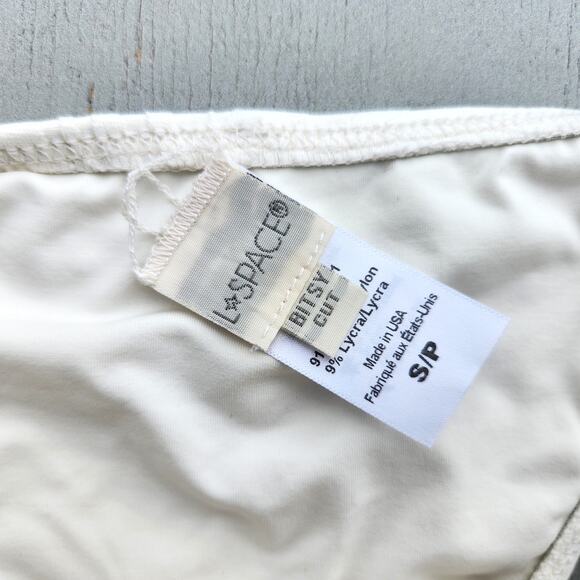 L*SPACE®
BITSY
CUT
9% Lycra/Lycra
Made in USA
Fabriqué aux États-Unis
S/P